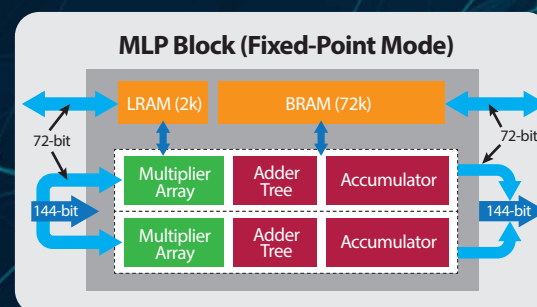 MLP Block (Fixed-Point Mode)
LRAM (2k)
BRAM (72k)
72-bit
72-bit
Multiplier
Array
Adder
Tree
Accumulator
144-bit
144-bit
Multiplier
Array
Adder
Tree
Accumulator